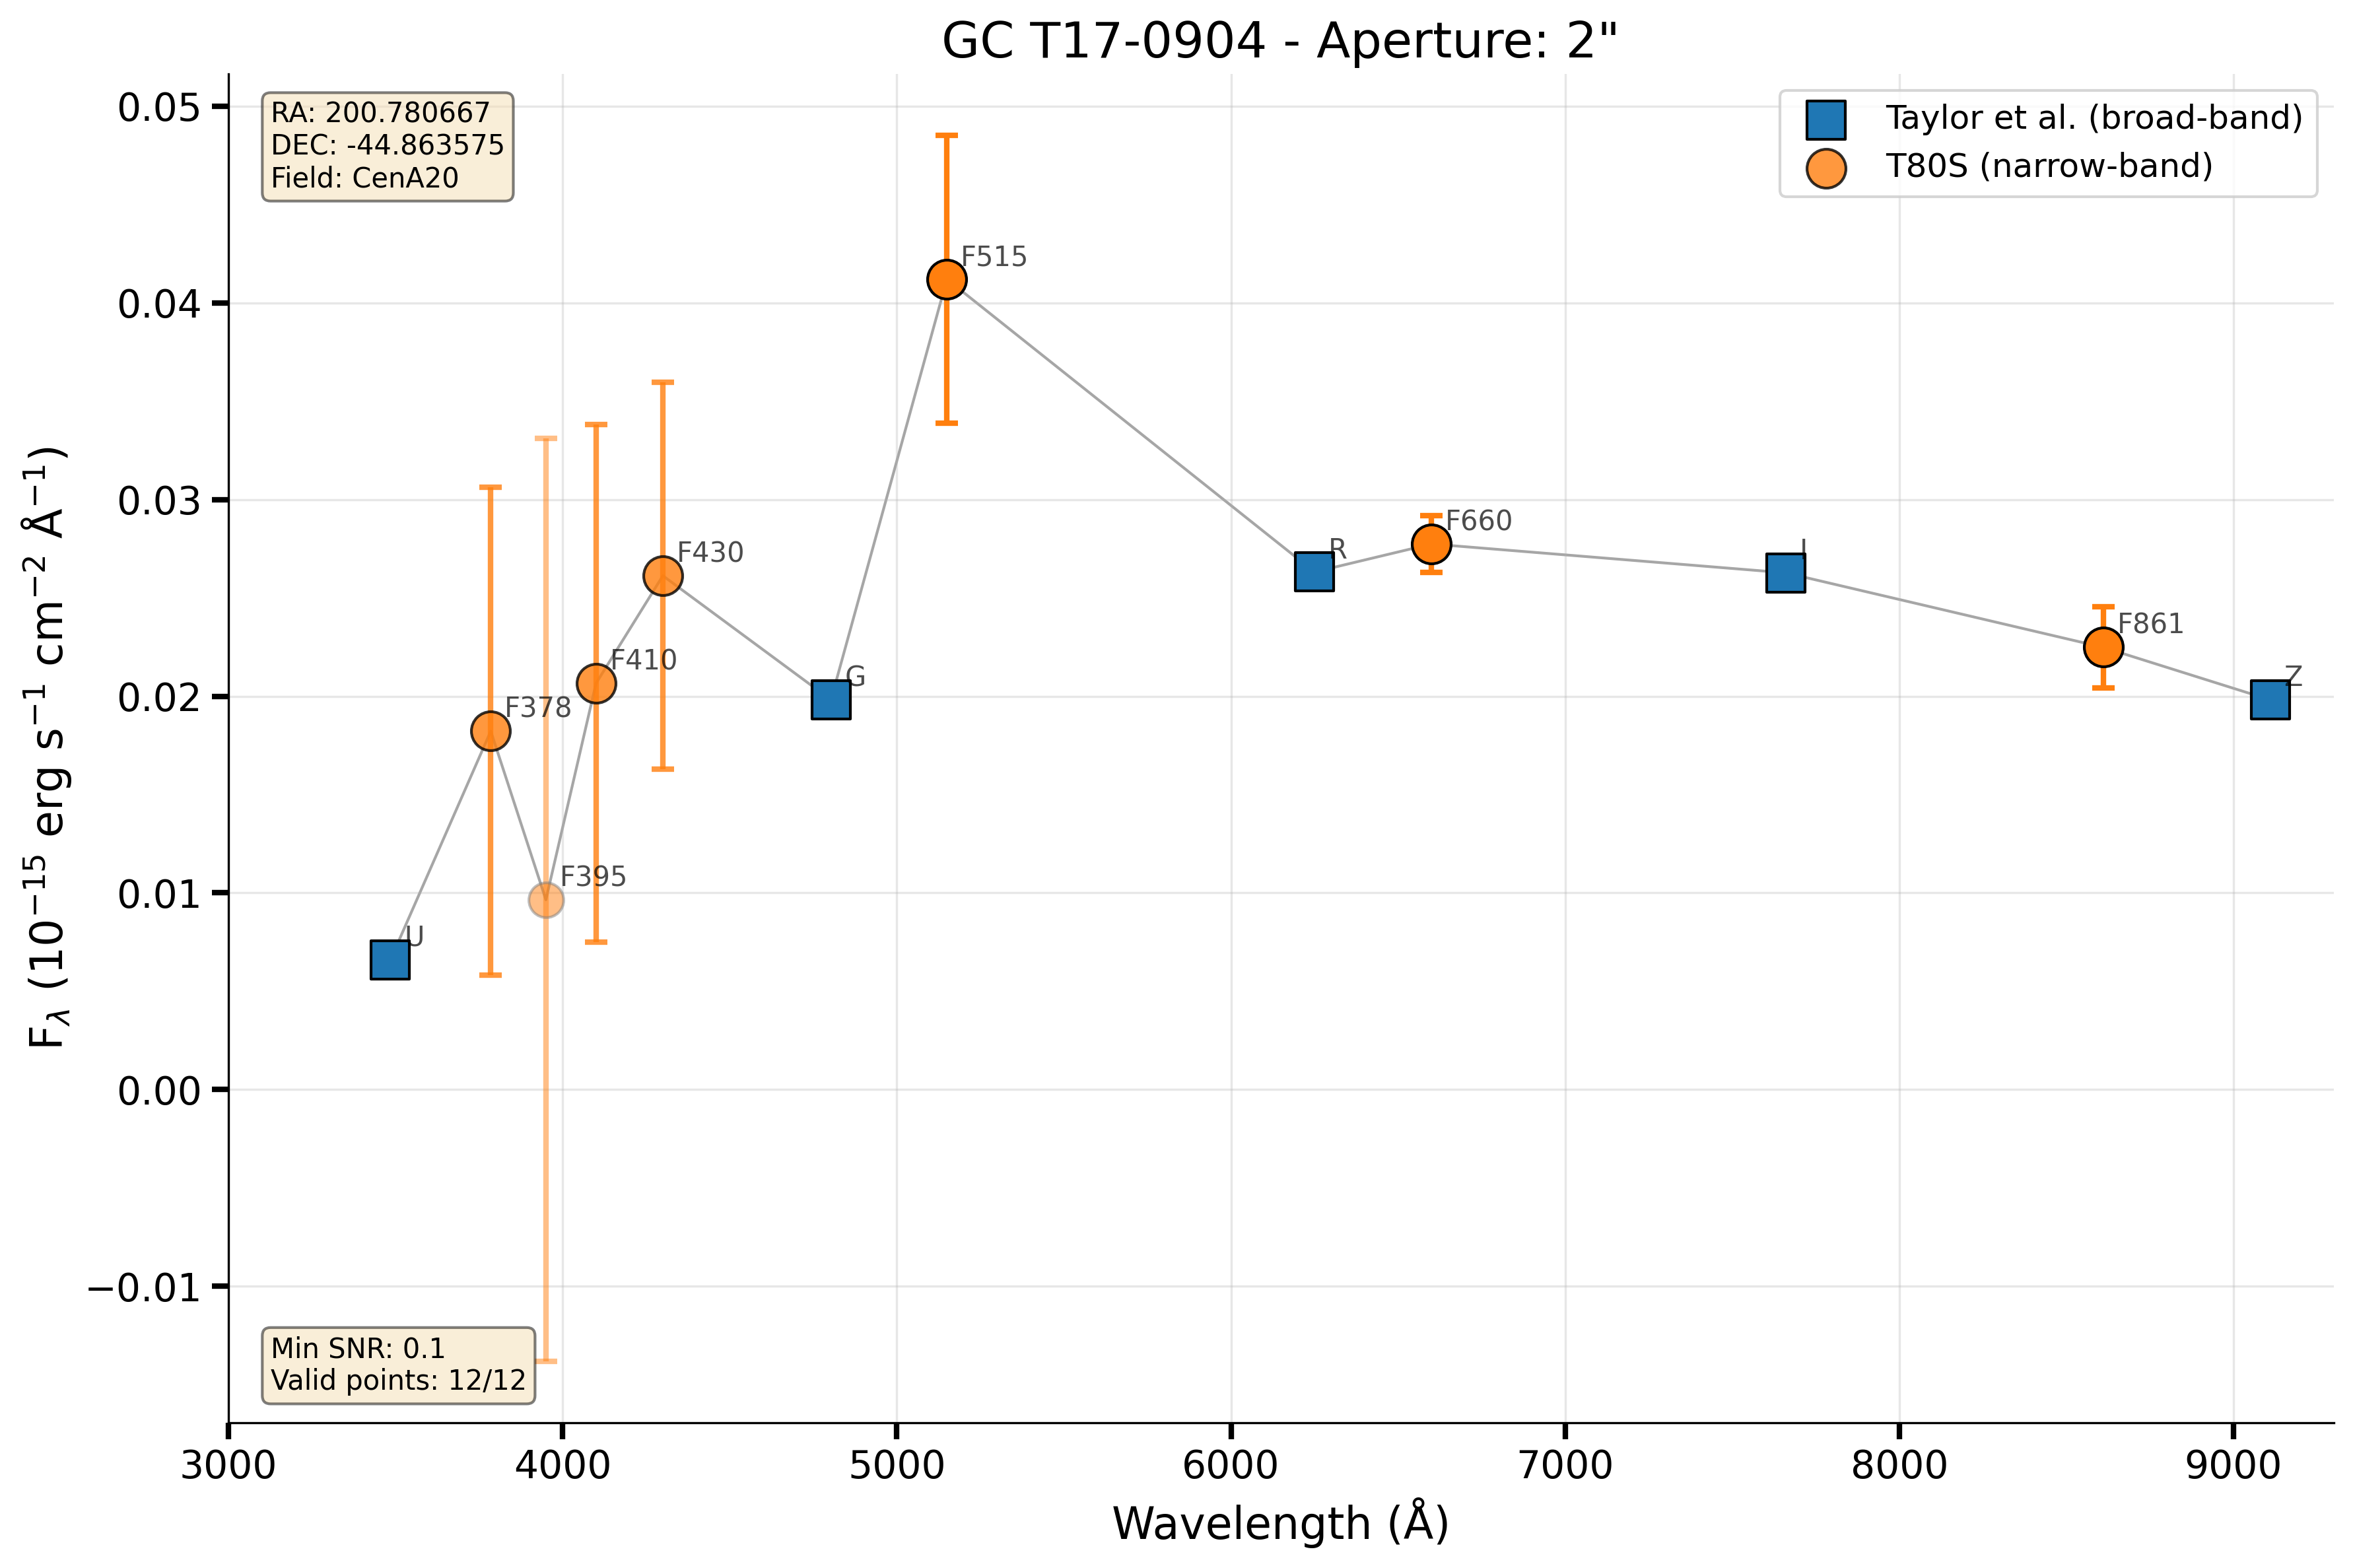 GC T17-0904 - Aperture: 2"
RA: 200.780667
DEC: -44.863575
Field: CenA20
Taylor et al. (broad-band)
T80S (narrow-band)
0.05
0.04
0.03
0.02
0.01
0.00
−0.01
F_λ (10⁻¹⁵ erg s⁻¹ cm⁻² Å⁻¹)
U
F378
F395
F410
F430
G
F515
R
F660
I
F861
Z
Min SNR: 0.1
Valid points: 12/12
3000 4000 5000 6000 7000 8000 9000
Wavelength (Å)